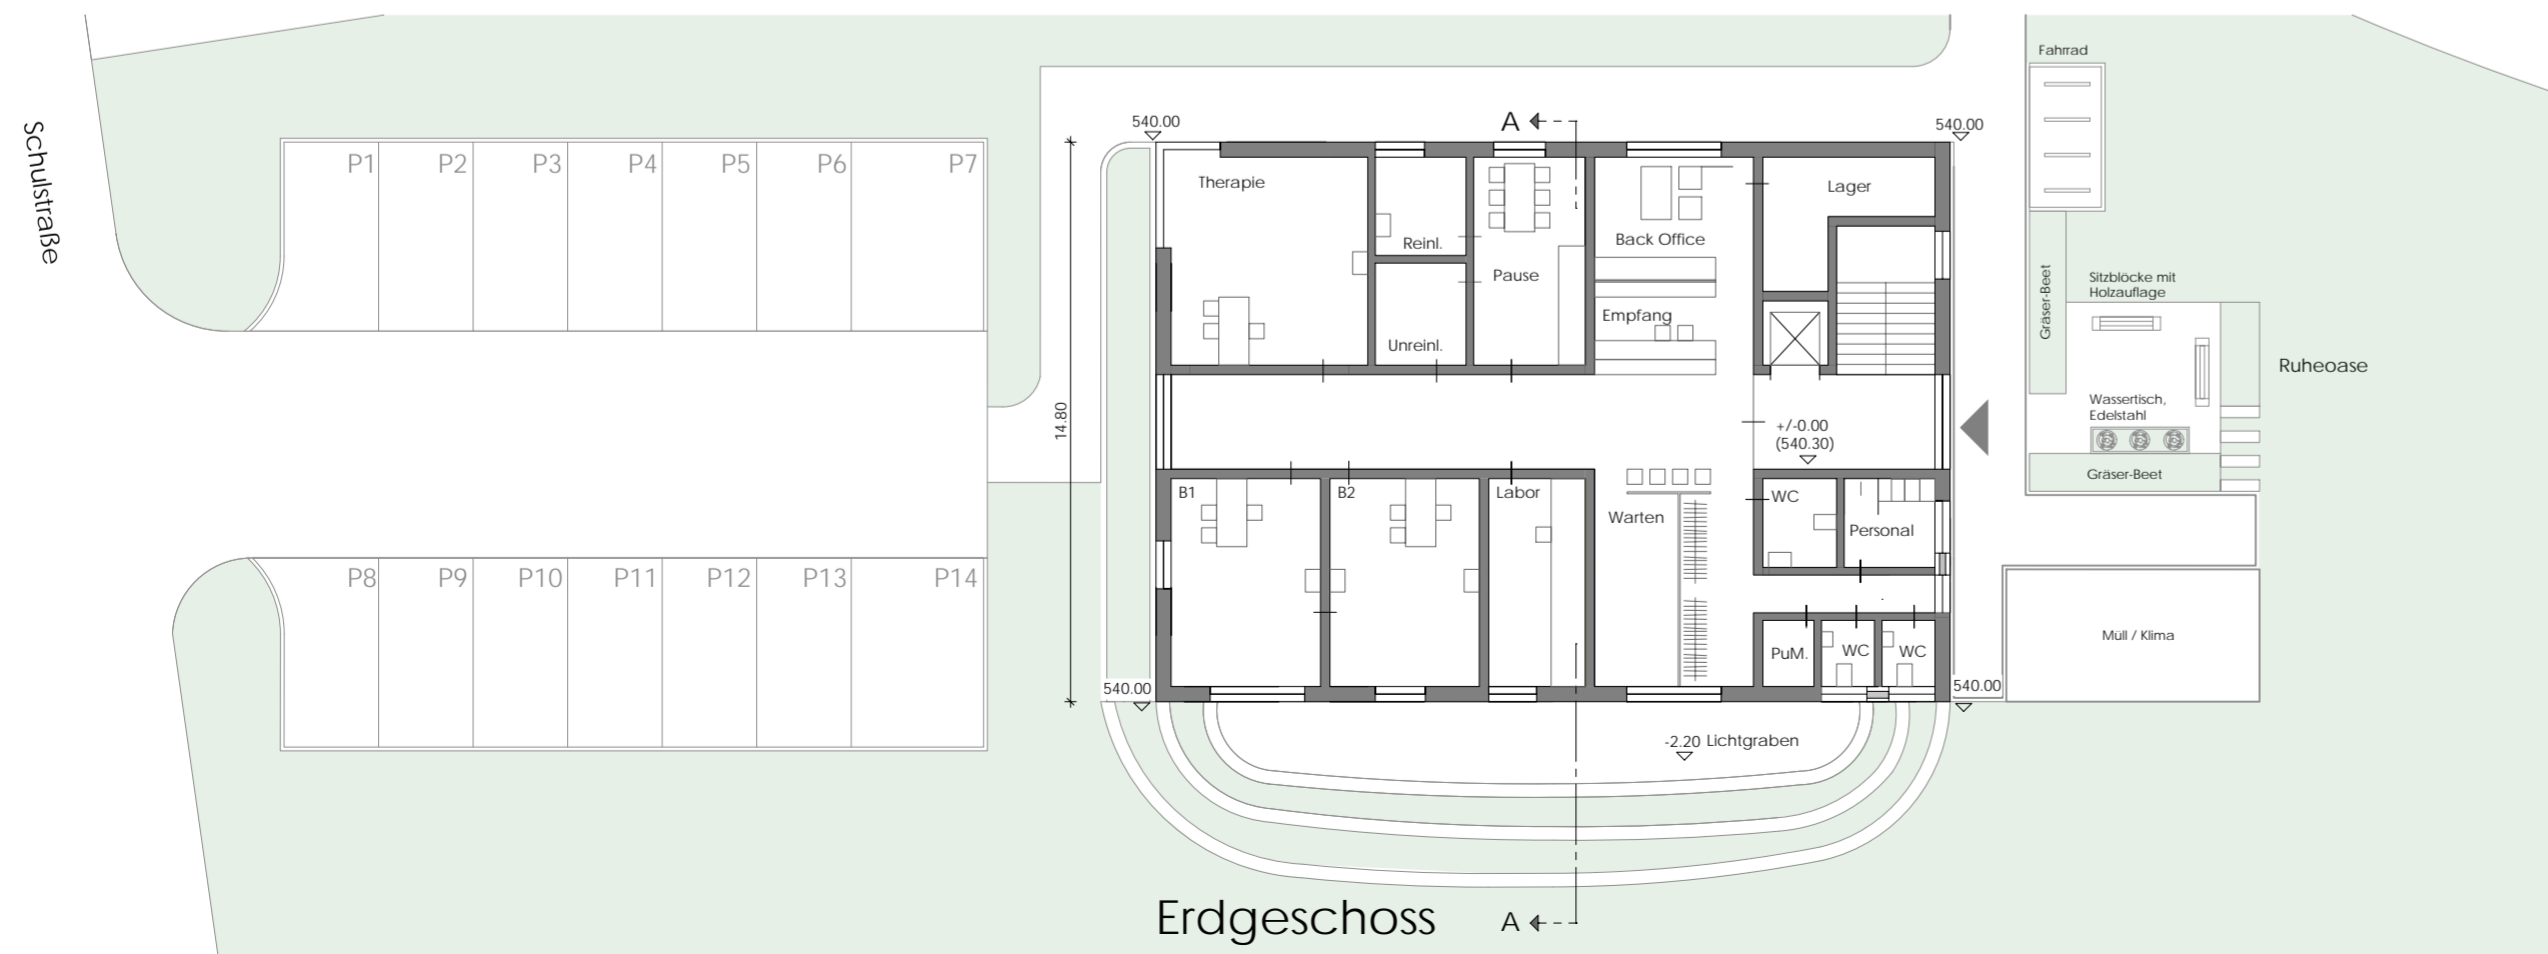 Schulstraße
P1
P2
P3
P4
P5
P6
P7
P8
P9
P10
P11
P12
P13
P14
540.00
A
540.00
14.80
Therapie
Reinl.
Unreinl.
Pause
Back Office
Empfang
Lager
+/-0.00
(540.30)
B1
B2
Labor
Warten
WC
Personal
PuM.
WC
WC
540.00
540.00
-2.20 Lichtgraben
Erdgeschoss
A
Fahrrad
Gräser-Beet
Sitzblöcke mit
Holzauflage
Ruheoase
Wassertisch,
Edelstahl
Gräser-Beet
Müll / Klima